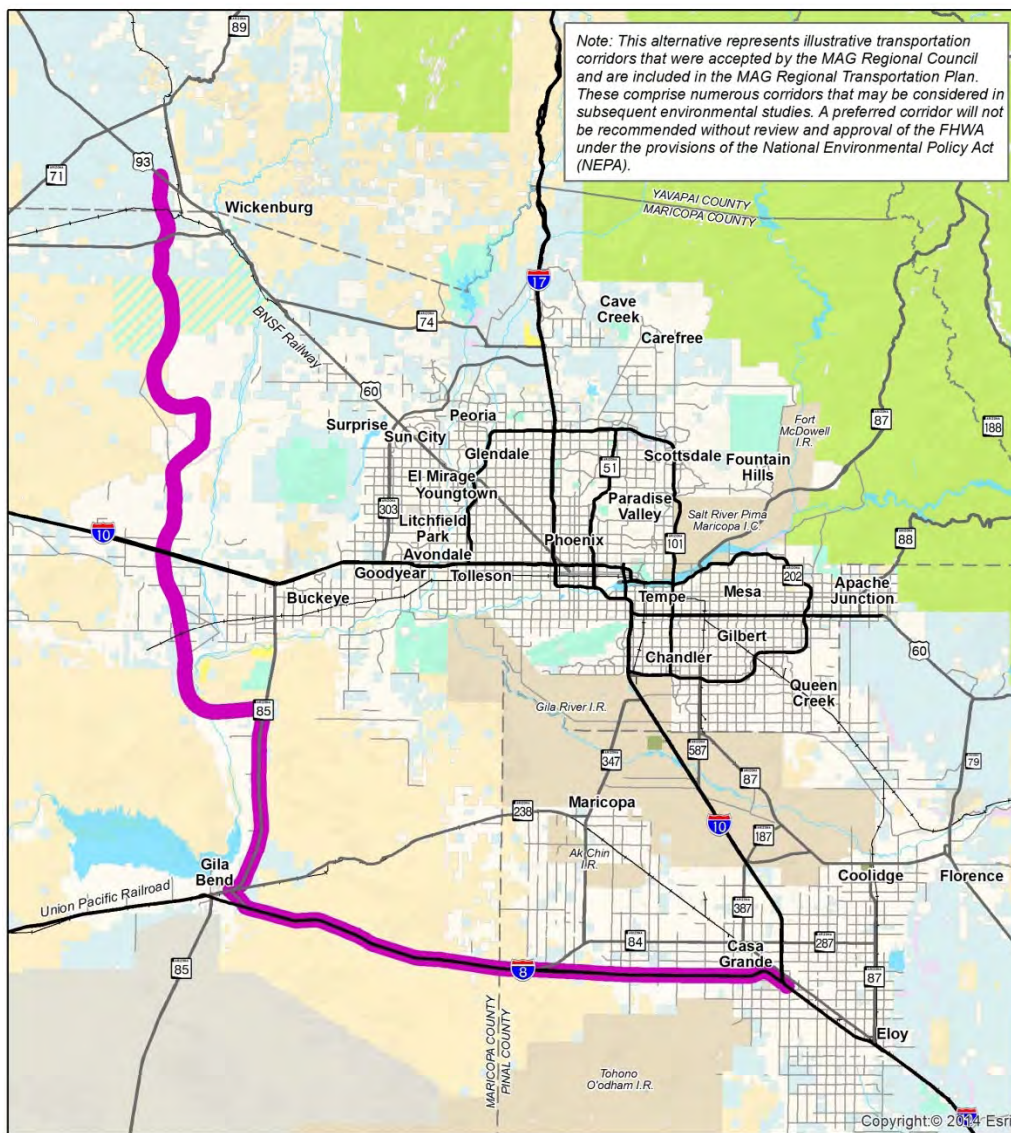 Note: This alternative represents illustrative transportation
corridors that were accepted by the MAG Regional Council
and are included in the MAG Regional Transportation Plan.
These comprise numerous corridors that may be considered in
subsequent environmental studies. A preferred corridor will not
be recommended without review and approval of the FHWA
under the provisions of the National Environmental Policy Act
(NEPA).
89
93
71
Wickenburg
YAVAPAI COUNTY
MARICOPA COUNTY
17
74
Cave
Creek
Carefree
BNSF Railway
60
Peoria
Surprise
Sun City
Glendale
51
Scottsdale
Fountain
Hills
Fort
McDowell
I.R.
87
188
El Mirage
Youngtown
Paradise
Valley
303
Litchfield
Park
Salt River Pima
Maricopa I.C.
10
Phoenix
101
88
Avondale
Goodyear
Tolleson
Buckeye
Tempe
Mesa
202
Apache
Junction
Gilbert
Chandler
60
Queen
Creek
85
Gila River I.R.
347
587
87
79
238
Maricopa
10
187
Ak Chin
I.R.
Gila
Bend
Union Pacific Railroad
Coolidge
Florence
387
84
Casa
Grande
287
85
8
87
Eloy
MARICOPA COUNTY
PINAL COUNTY
Tohono
O'odham I.R.
Copyright:© 2014 Esri